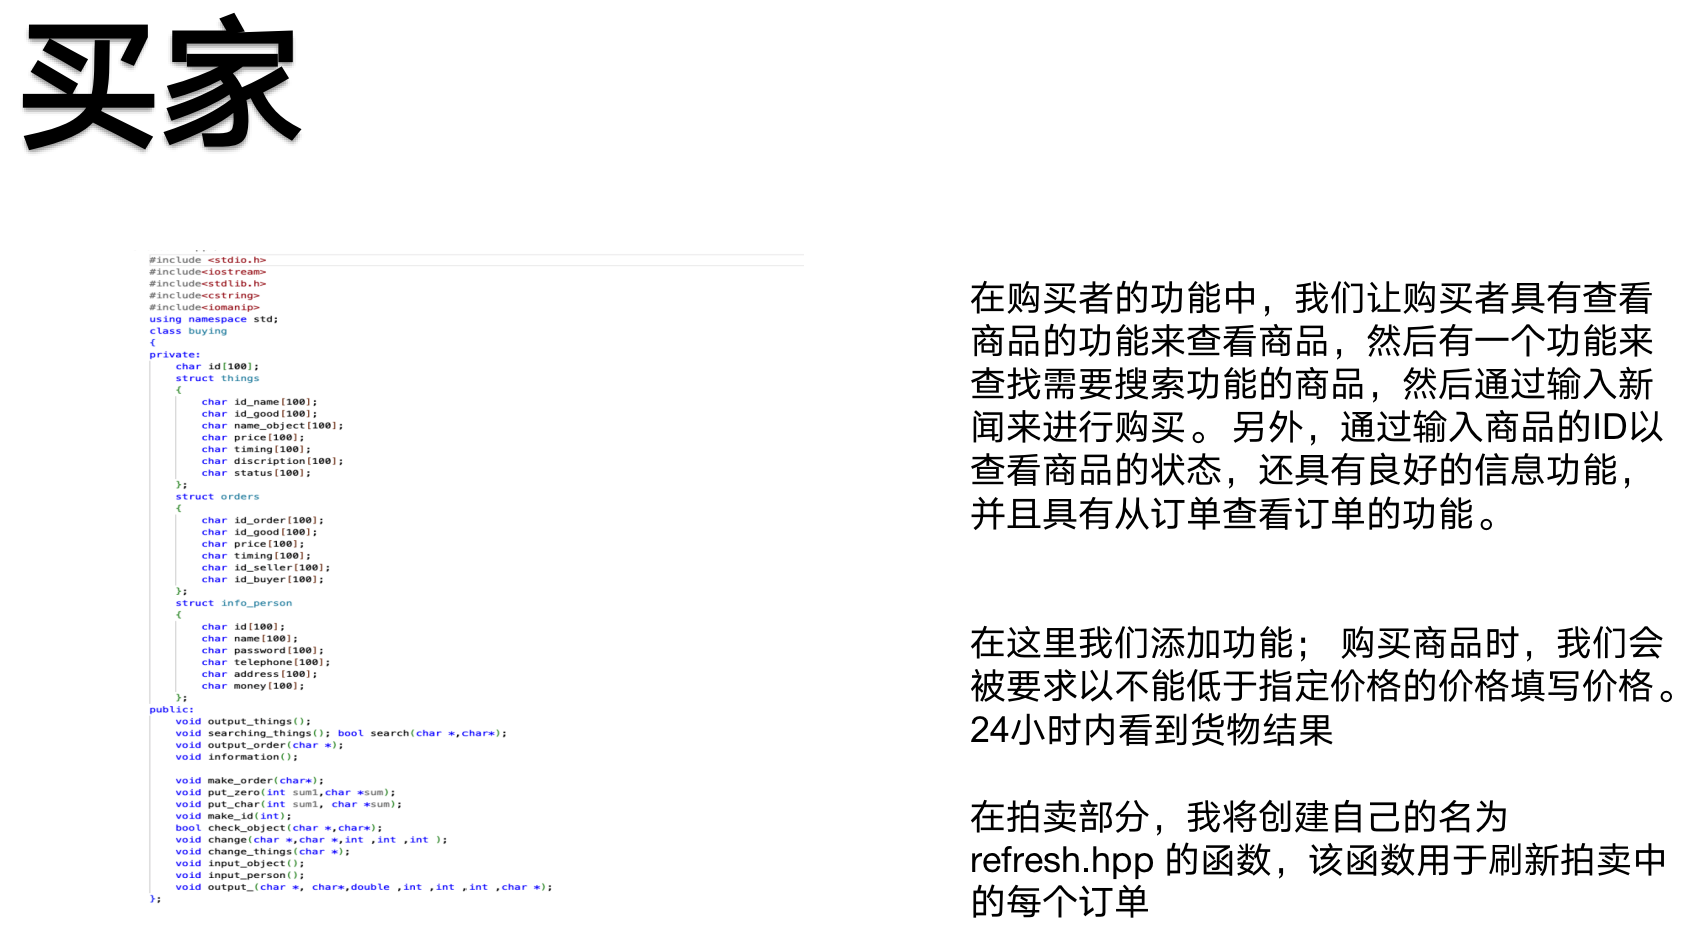 买家
#include <stdio.h>
#include<iostream>
#include<stdlib.h>
#include<cstring>
#include<iomanip>
using namespace std;
class buying
{
private:
char id[100];
struct things
{
char id_name[100];
char id_good[100];
char name_object[100];
char price[100];
char timing[100];
char discription[100];
char status[100];
};
struct orders
{
char id_order[100];
char id_good[100];
char price[100];
char timing[100];
char id_seller[100];
char id_buyer[100];
};
struct info_person
{
char id[100];
char name[100];
char password[100];
char telephone[100];
char address[100];
char money[100];
};
public:
void output_things();
void searching_things(); bool search(char *,char*);
void output_order(char *);
void information();
void make_order(char*);
void put_zero(int sum1,char *sum);
void put_char(int sum1, char *sum);
void make_id(int);
bool check_object(char *,char*);
void change(char *,char *,int ,int ,int );
void change_things(char *);
void input_object();
void input_person();
void output_(char *, char*,double ,int ,int ,int ,char *);
};
在购买者的功能中，我们让购买者具有查看
商品的功能来查看商品，然后有一个功能来
查找需要搜索功能的商品，然后通过输入新
闻来进行购买。另外，通过输入商品的ID以
查看商品的状态，还具有良好的信息功能，
并且具有从订单查看订单的功能。
在这里我们添加功能； 购买商品时，我们会
被要求以不能低于指定价格的价格填写价格。
24小时内看到货物结果
在拍卖部分，我将创建自己的名为
refresh.hpp 的函数，该函数用于刷新拍卖中
的每个订单